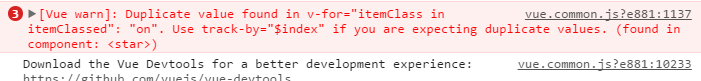 3 ▶[Vue warn]: Duplicate value found in v-for="itemClass in vue.common.js?e881:1137
itemClassed": "on". Use track-by="$index" if you are expecting duplicate values. (found in
component: <star>)
Download the Vue Devtools for a better development experience: vue.common.js?e881:10233
https://github.com/vuejs/vue-devtools